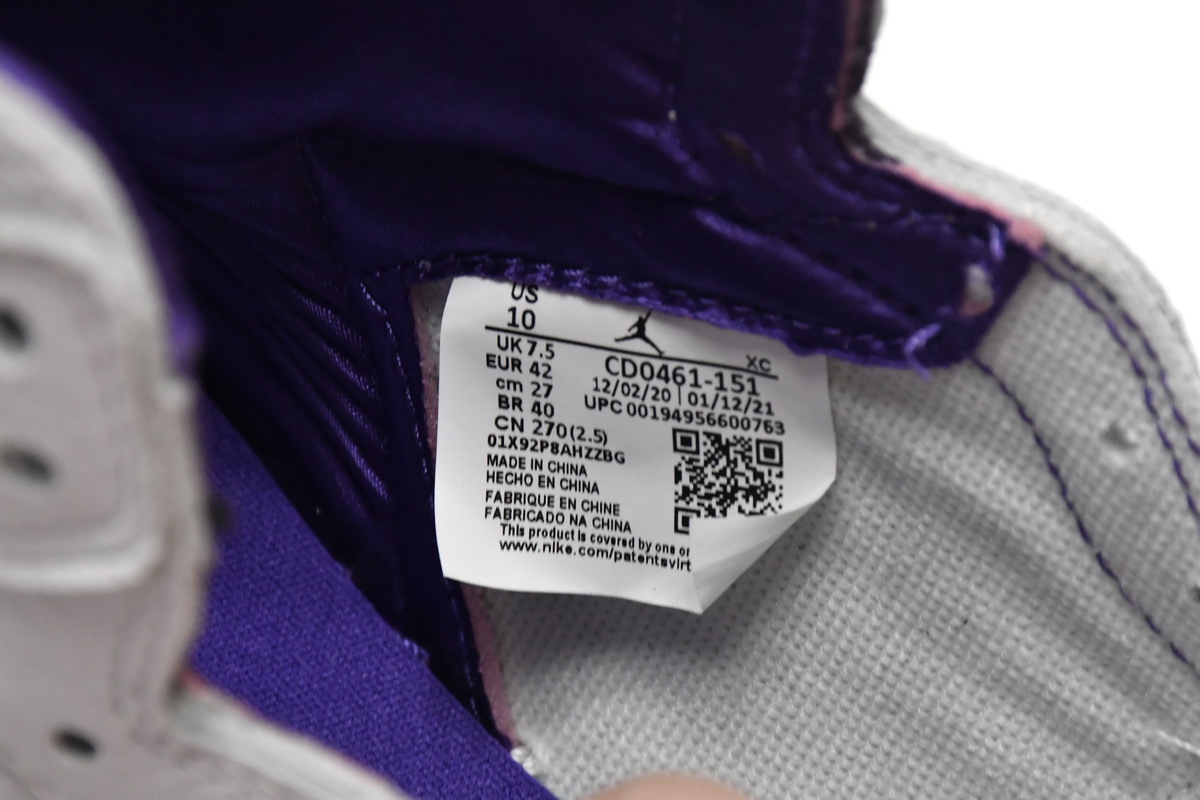 US
10
XC
UK 7.5
EUR 42
cm 27
BR 40
CN 270(2.5)
CD0461-151
12/02/20 | 01/12/21
UPC 00194956600763
01X92P8AHZZBG
MADE IN CHINA
HECHO EN CHINA
FABRIQUE EN CHINE
FABRICADO NA CHINA
This product is covered by one or
www.nike.com/patentsvirt